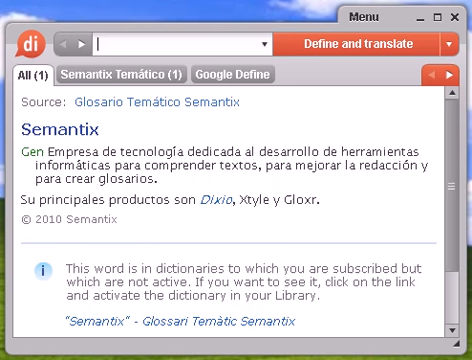 Menu
di
Define and translate
All (1) Semantix Temático (1) Google Define
Source: Glosario Temático Semantix
Semantix
Gen Empresa de tecnología dedicada al desarrollo de herramientas
informáticas para comprender textos, para mejorar la redacción y
para crear glosarios.
Su principales productos son Dixio, Xtyle y Gloxr.
© 2010 Semantix
i
This word is in dictionaries to which you are subscribed but
which are not active. If you want to see it, click on the link
and activate the dictionary in your Library.
"Semantix" - Glossari Temàtic Semantix